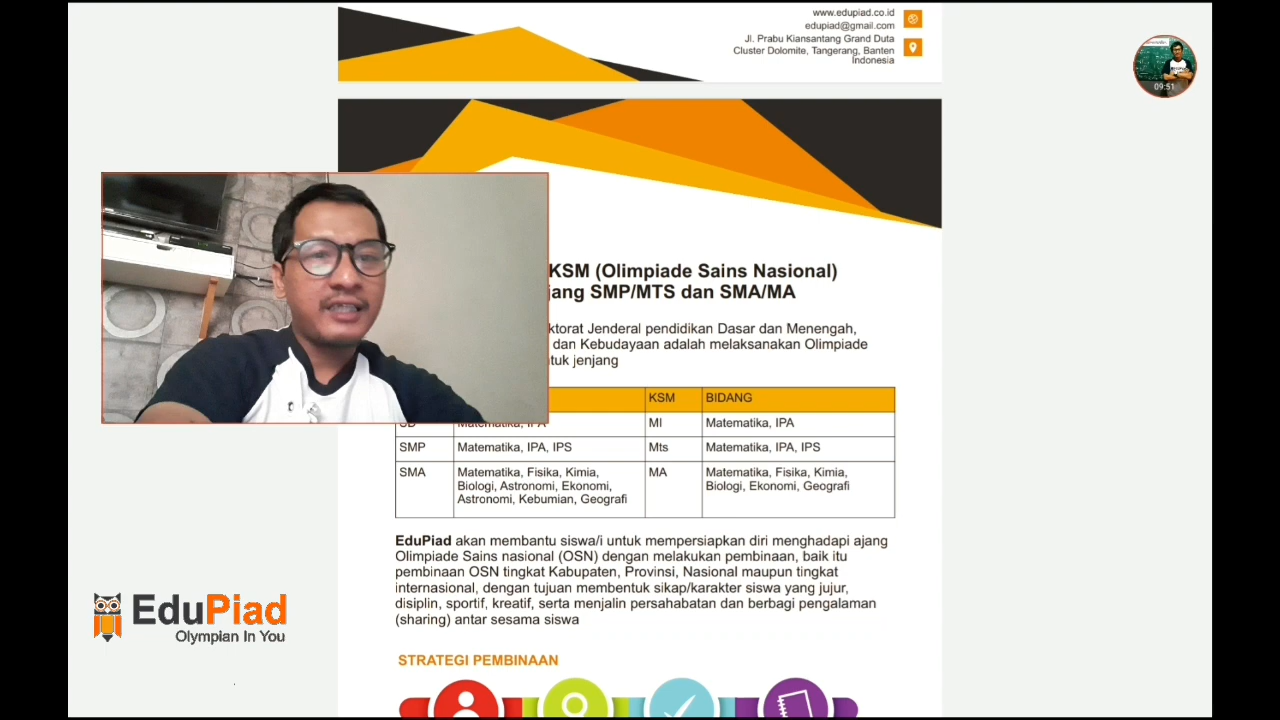 www.edupiad.co.id
edupiad@gmail.com
Jl. Prabu Kiansantang Grand Duta
Cluster Dolomite, Tangerang, Banten
Indonesia
09:51
KSM (Olimpiade Sains Nasional)
jang SMP/MTS dan SMA/MA
ktorat Jenderal pendidikan Dasar dan Menengah,
dan Kebudayaan adalah melaksanakan Olimpiade
tuk jenjang
KSM BIDANG
SD Matematika, IPA MI Matematika, IPA
SMP Matematika, IPA, IPS Mts Matematika, IPA, IPS
SMA Matematika, Fisika, Kimia, MA Matematika, Fisika, Kimia,
Biologi, Astronomi, Ekonomi, Biologi, Ekonomi, Geografi
Astronomi, Kebumian, Geografi
EduPiad akan membantu siswa/i untuk mempersiapkan diri menghadapi ajang
Olimpiade Sains nasional (OSN) dengan melakukan pembinaan, baik itu
pembinaan OSN tingkat Kabupaten, Provinsi, Nasional maupun tingkat
internasional, dengan tujuan membentuk sikap/karakter siswa yang jujur,
disiplin, sportif, kreatif, serta menjalin persahabatan dan berbagi pengalaman
(sharing) antar sesama siswa
STRATEGI PEMBINAAN
EduPiad
Olympian In You